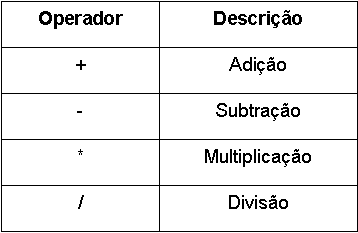 Operador Descrição
+ Adição
- Subtração
* Multiplicação
/ Divisão